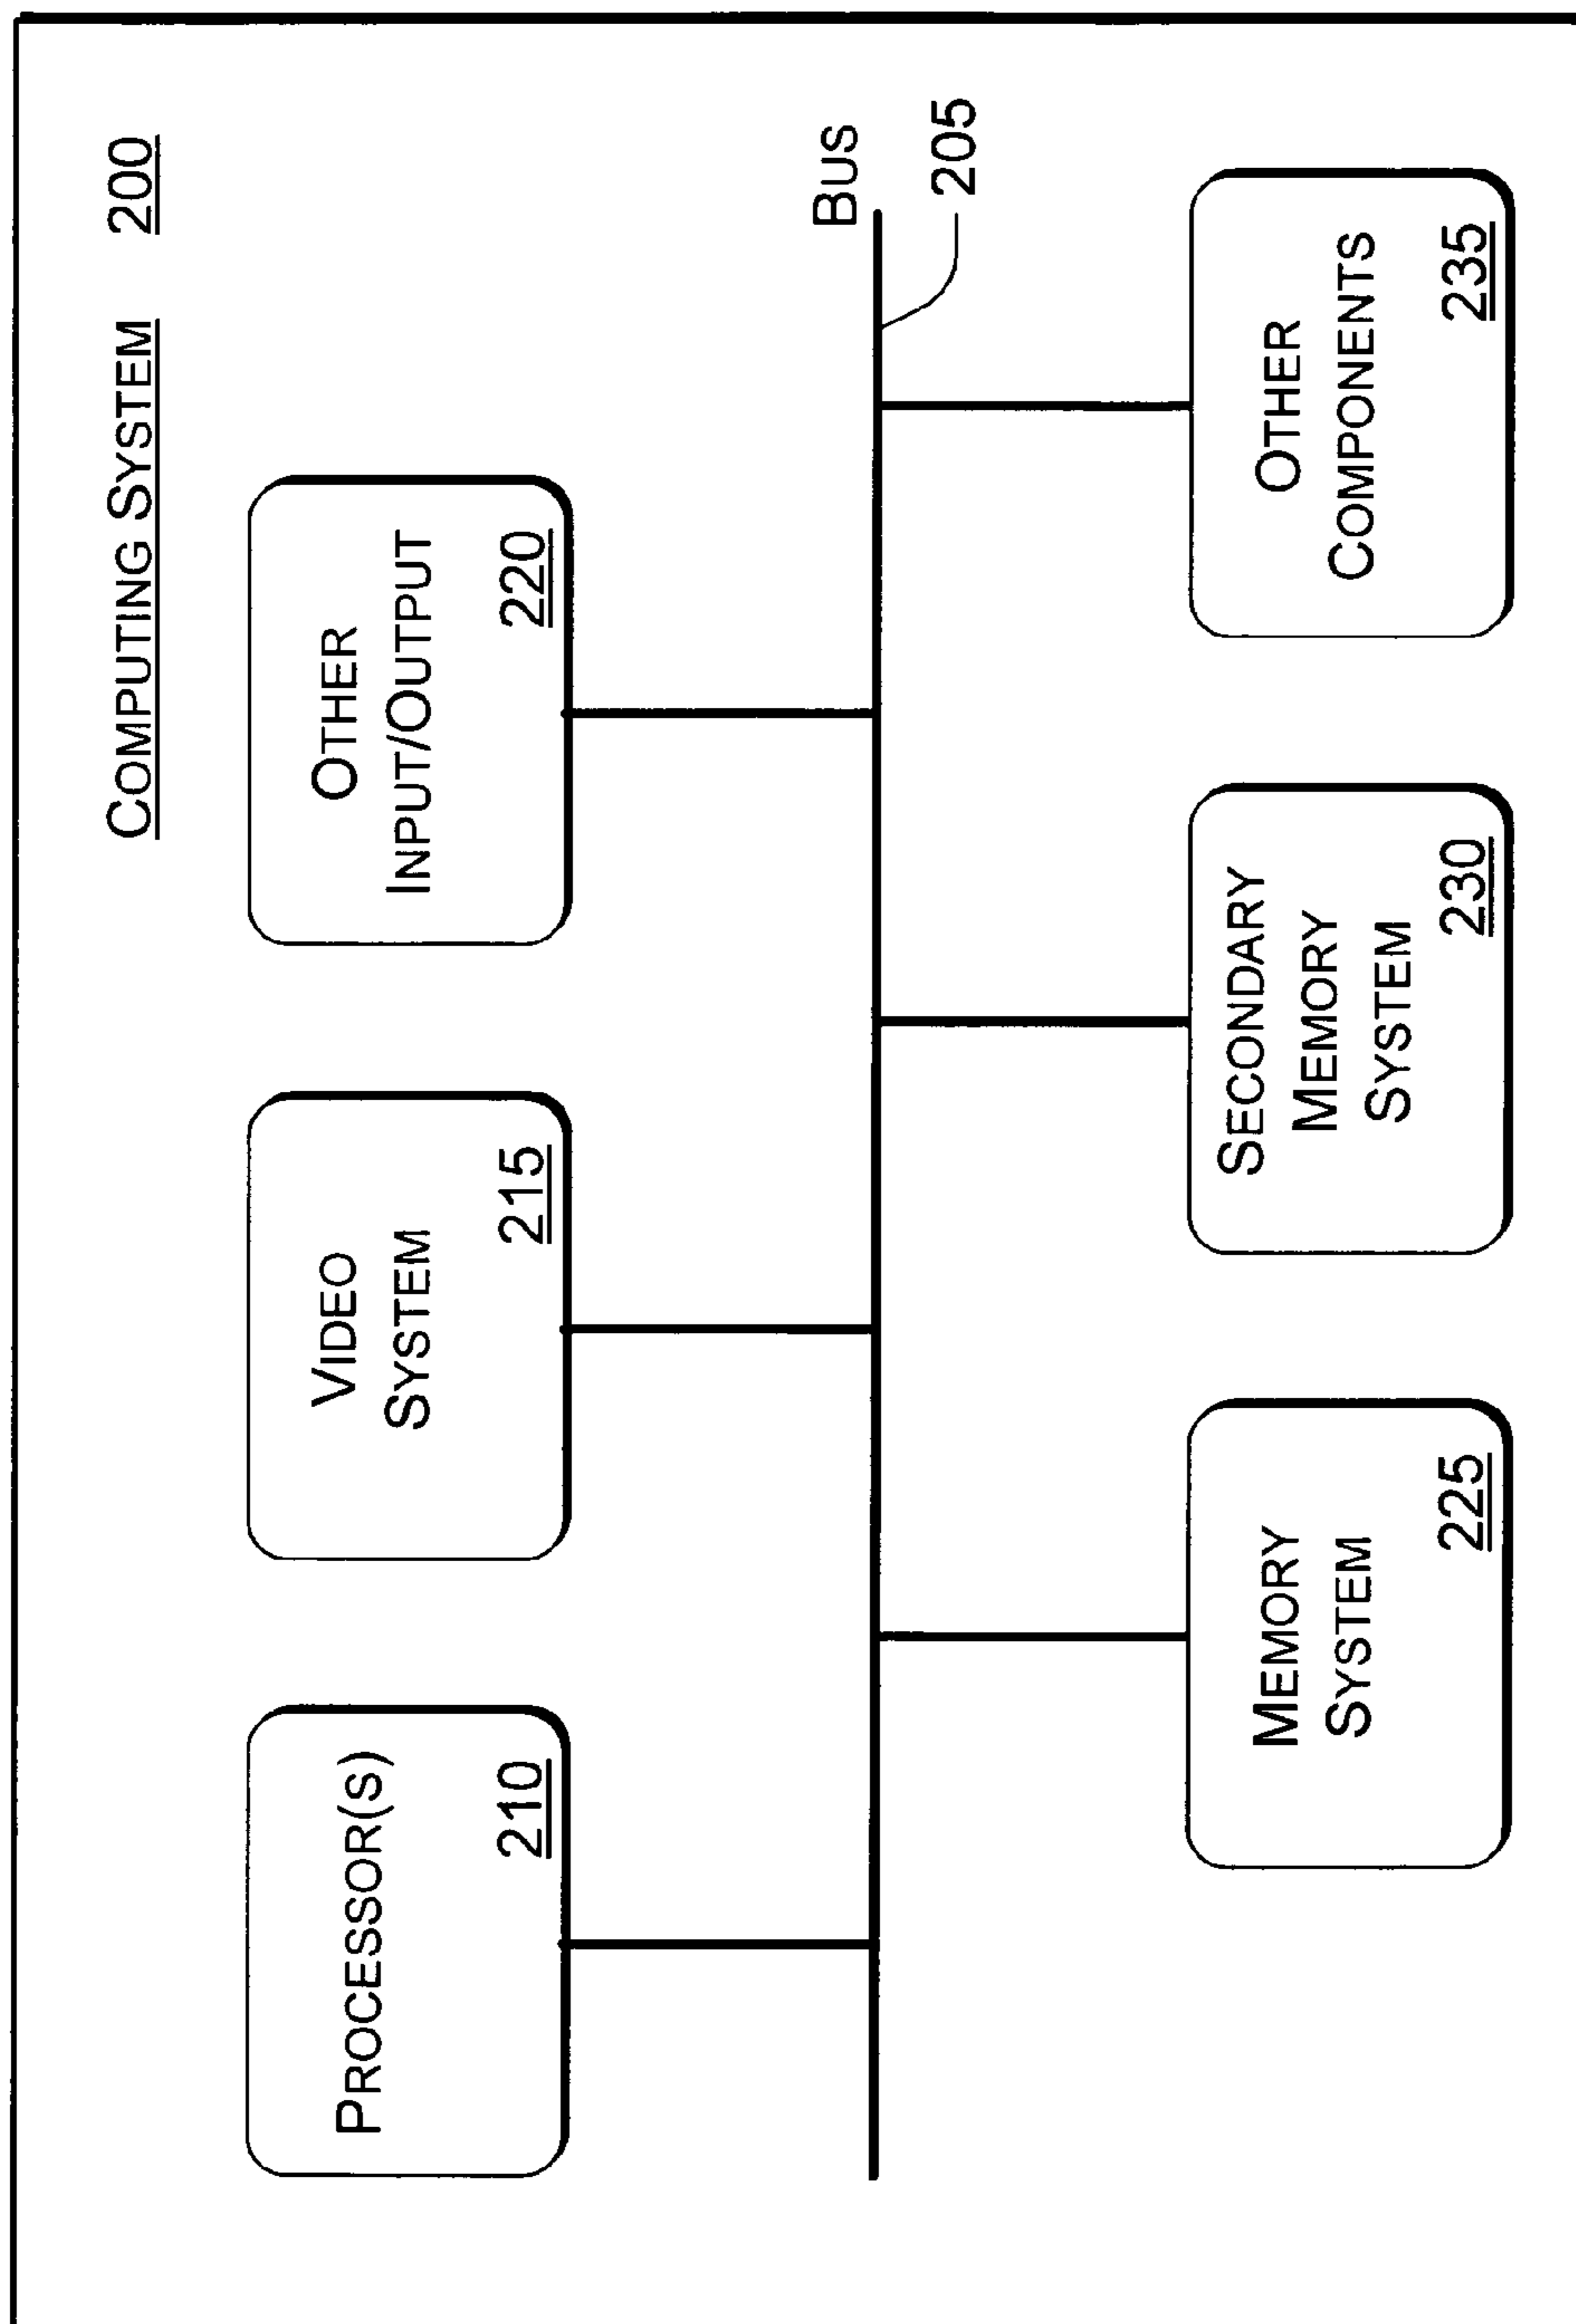 COMPUTING SYSTEM 200
PROCESSOR(S)
210
VIDEO
SYSTEM
215
OTHER
INPUT/OUTPUT
220
BUS
205
MEMORY
SYSTEM
225
SECONDARY
MEMORY
SYSTEM
230
OTHER
COMPONENTS
235